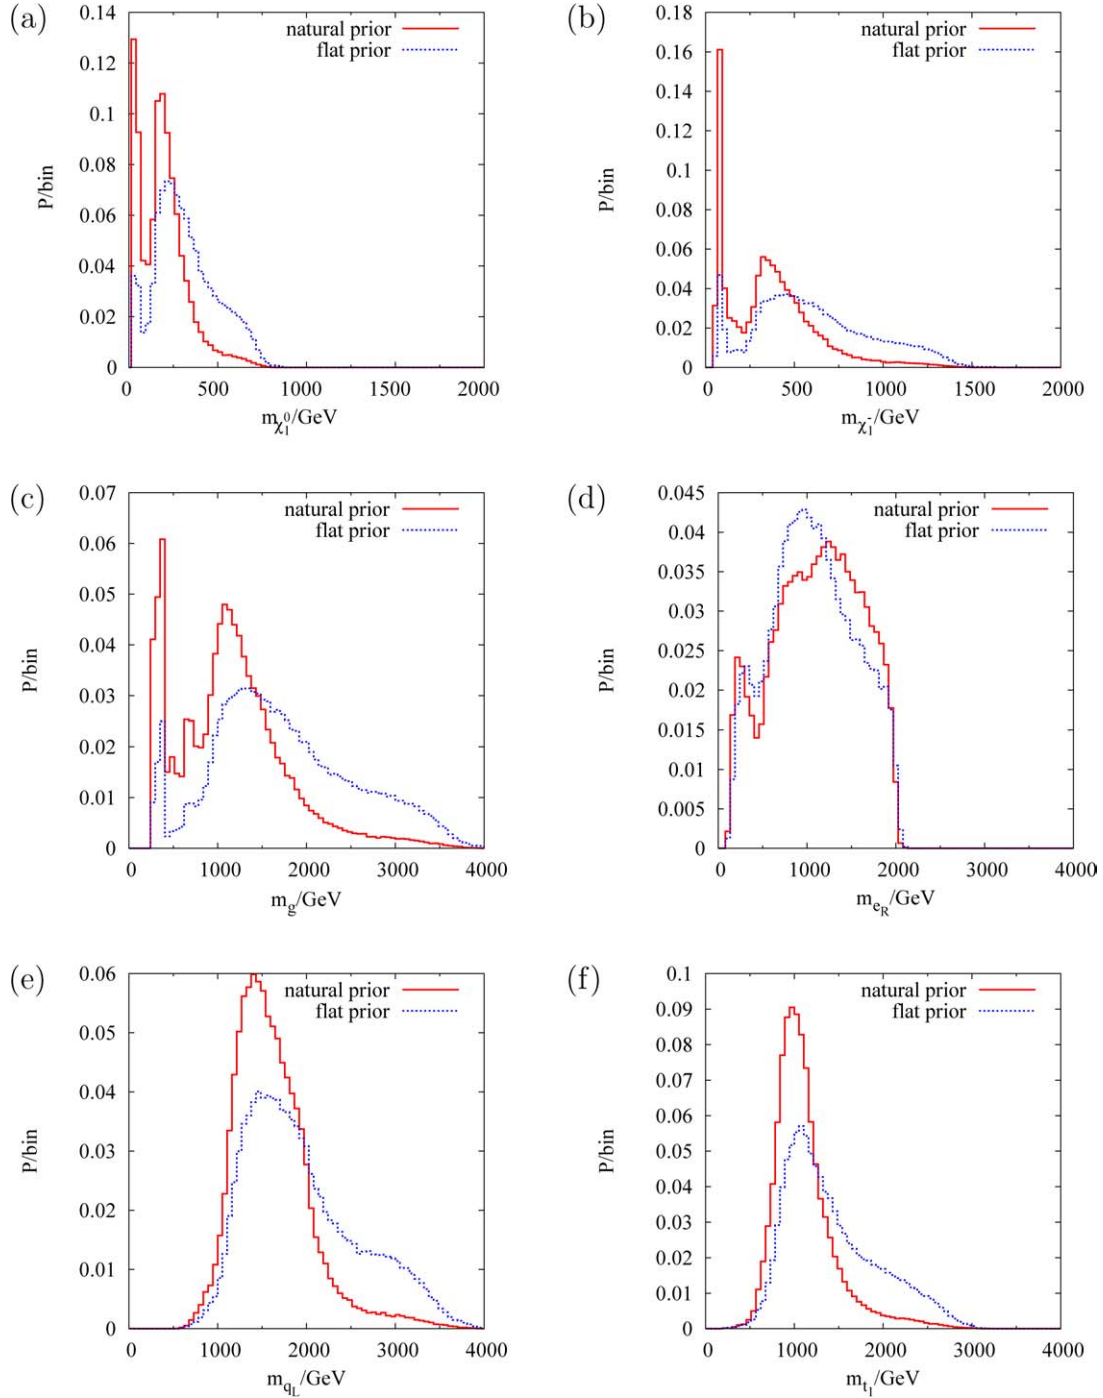 (a)
0.14
0.12
0.1
0.08
0.06
0.04
0.02
0
P/bin
natural prior
flat prior
0 500 1000 1500 2000
mχ₁⁰/GeV
(b)
0.18
0.16
0.14
0.12
0.1
0.08
0.06
0.04
0.02
0
P/bin
natural prior
flat prior
0 500 1000 1500 2000
mχ₁⁻/GeV
(c)
0.07
0.06
0.05
0.04
0.03
0.02
0.01
0
P/bin
natural prior
flat prior
0 1000 2000 3000 4000
m_g/GeV
(d)
0.045
0.04
0.035
0.03
0.025
0.02
0.015
0.01
0.005
0
P/bin
natural prior
flat prior
0 1000 2000 3000 4000
m_{e_R}/GeV
(e)
0.06
0.05
0.04
0.03
0.02
0.01
0
P/bin
natural prior
flat prior
0 1000 2000 3000 4000
m_{q_L}/GeV
(f)
0.1
0.09
0.08
0.07
0.06
0.05
0.04
0.03
0.02
0.01
0
P/bin
natural prior
flat prior
0 1000 2000 3000 4000
m_{t_1}/GeV